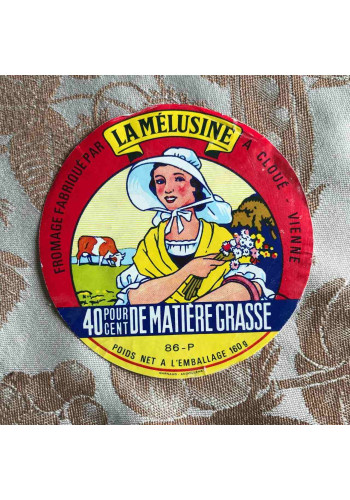 LA MÉLUSINE
FROMAGE FABRIQUÉ PAR
A CLOUÉ VIENNE
40 POUR CENT DE MATIÈRE GRASSE
86-P
POIDS NET A L'EMBALLAGE 160 g